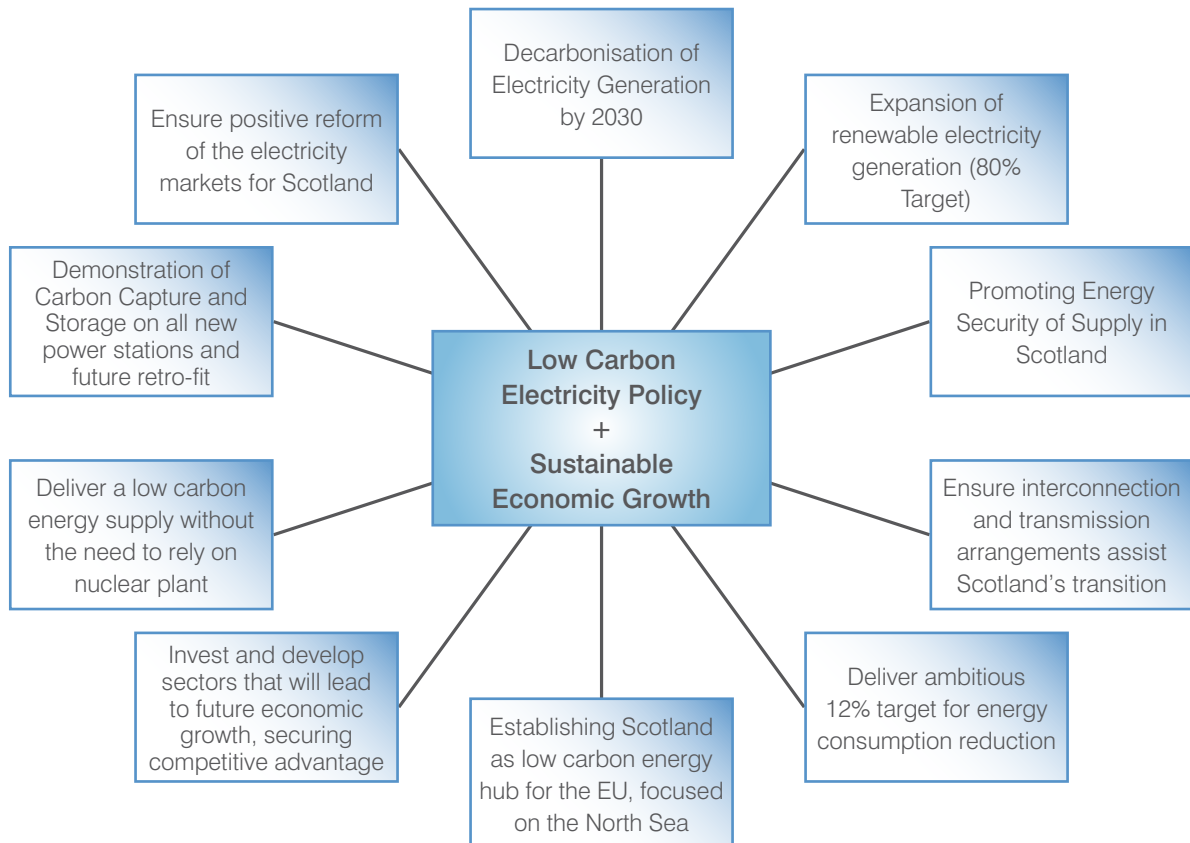 Decarbonisation of
Electricity Generation
by 2030
Ensure positive reform
of the electricity
markets for Scotland
Expansion of
renewable electricity
generation (80%
Target)
Demonstration of
Carbon Capture and
Storage on all new
power stations and
future retro-fit
Promoting Energy
Security of Supply in
Scotland
Low Carbon
Electricity Policy
+
Sustainable
Economic Growth
Deliver a low carbon
energy supply without
the need to rely on
nuclear plant
Ensure interconnection
and transmission
arrangements assist
Scotland’s transition
Invest and develop
sectors that will lead
to future economic
growth, securing
competitive advantage
Establishing Scotland
as low carbon energy
hub for the EU, focused
on the North Sea
Deliver ambitious
12% target for energy
consumption reduction